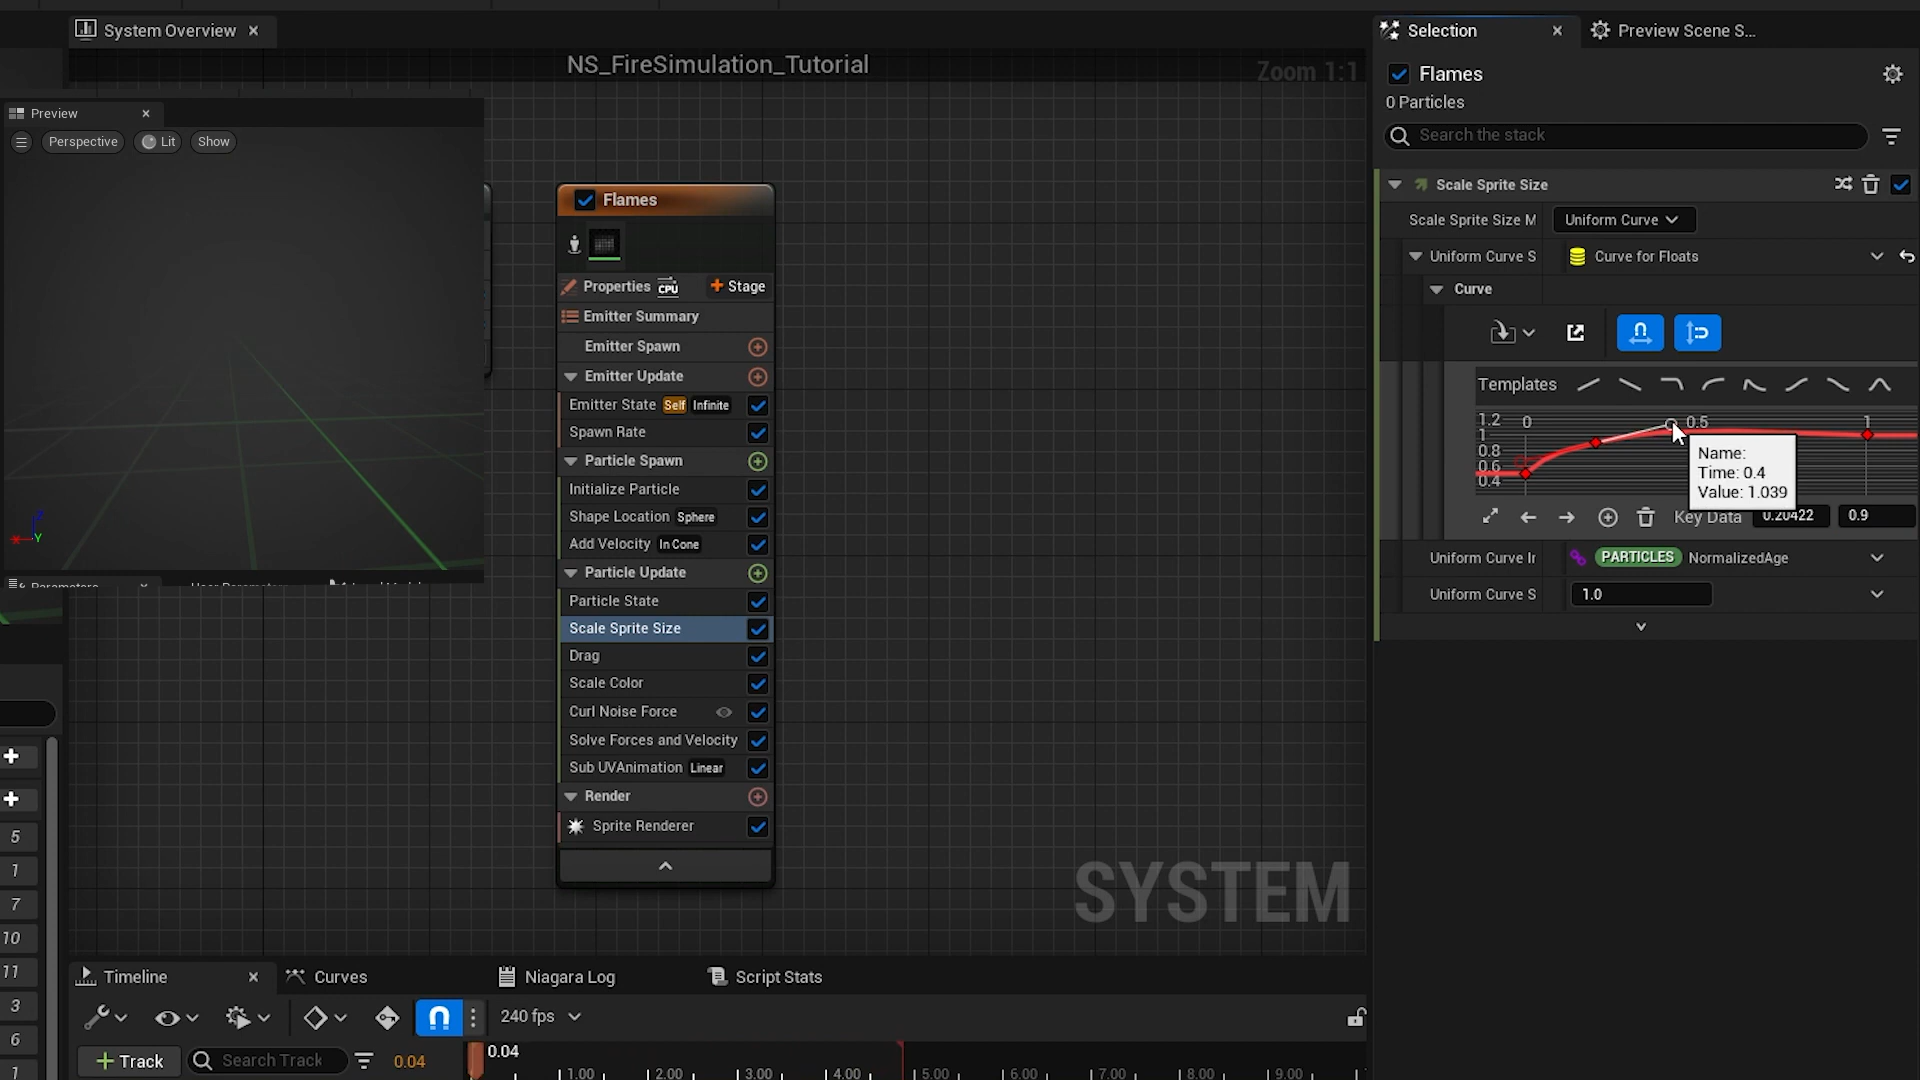 System Overview
NS_FireSimulation_Tutorial
Zoom 1:1
Preview
Perspective
Lit
Show
Y
Flames
Properties
CPU
Stage
Emitter Summary
Emitter Spawn
Emitter Update
Emitter State Self Infinite
Spawn Rate
Particle Spawn
Initialize Particle
Shape Location Sphere
Add Velocity In Cone
Particle Update
Particle State
Scale Sprite Size
Drag
Scale Color
Curl Noise Force
Solve Forces and Velocity
Sub UVAnimation Linear
Render
Sprite Renderer
SYSTEM
5
1
7
10
11
3
6
1
Timeline
Curves
Niagara Log
Script Stats
240 fps
+ Track
Search Track
0.04
0.04
1.00
2.00
3.00
4.00
5.00
6.00
7.00
8.00
9.00
Selection
Preview Scene S...
Flames
0 Particles
Search the stack
Scale Sprite Size
Scale Sprite Size M
Uniform Curve
Uniform Curve S
Curve for Floats
Curve
Templates
1.2
1
0.8
0.6
0.4
0
0.5
1
Name:
Time: 0.4
Value: 1.039
Key Data
0.20422
0.9
Uniform Curve Ir
PARTICLES NormalizedAge
Uniform Curve S
1.0